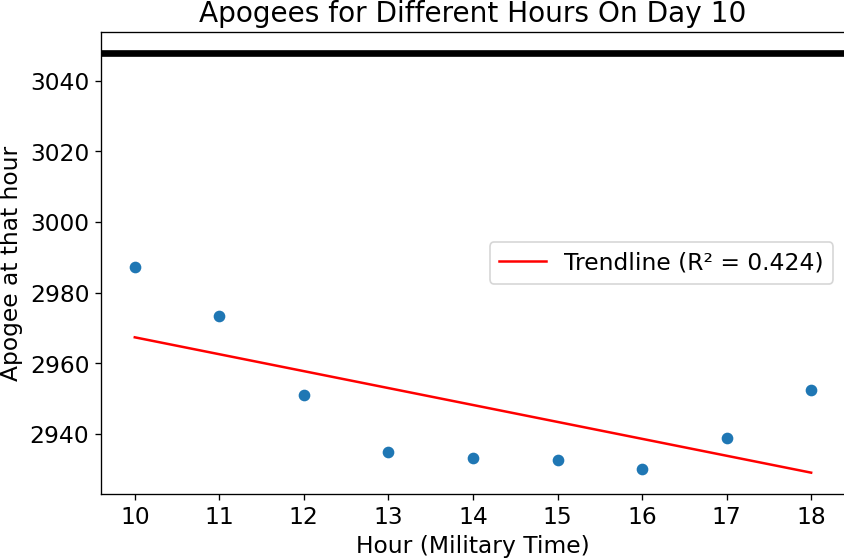 Apogees for Different Hours On Day 10
Apogee at that hour
3040
3020
3000
2980
2960
2940
Trendline (R² = 0.424)
10 11 12 13 14 15 16 17 18
Hour (Military Time)